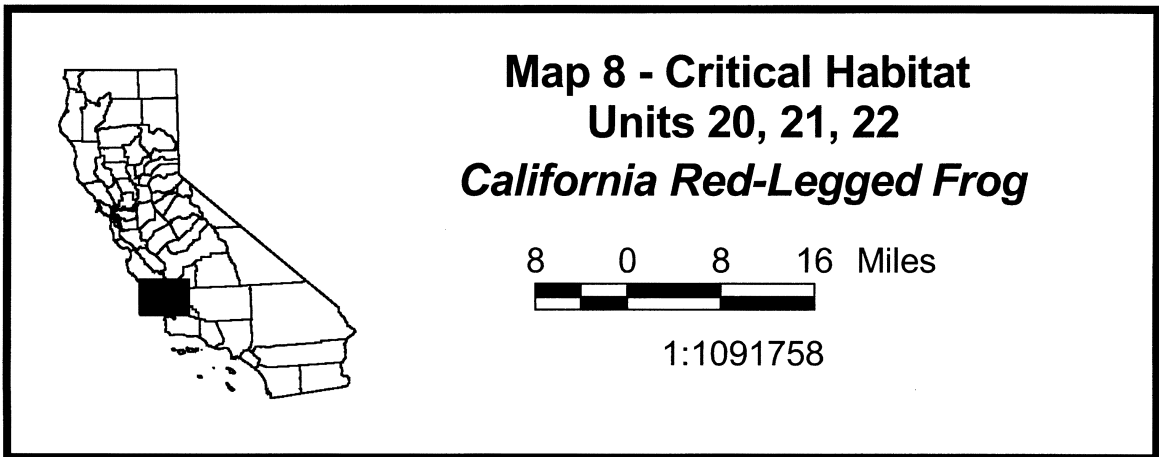 Map 8 - Critical Habitat
Units 20, 21, 22
California Red-Legged Frog
8 0 8 16 Miles
1:1091758